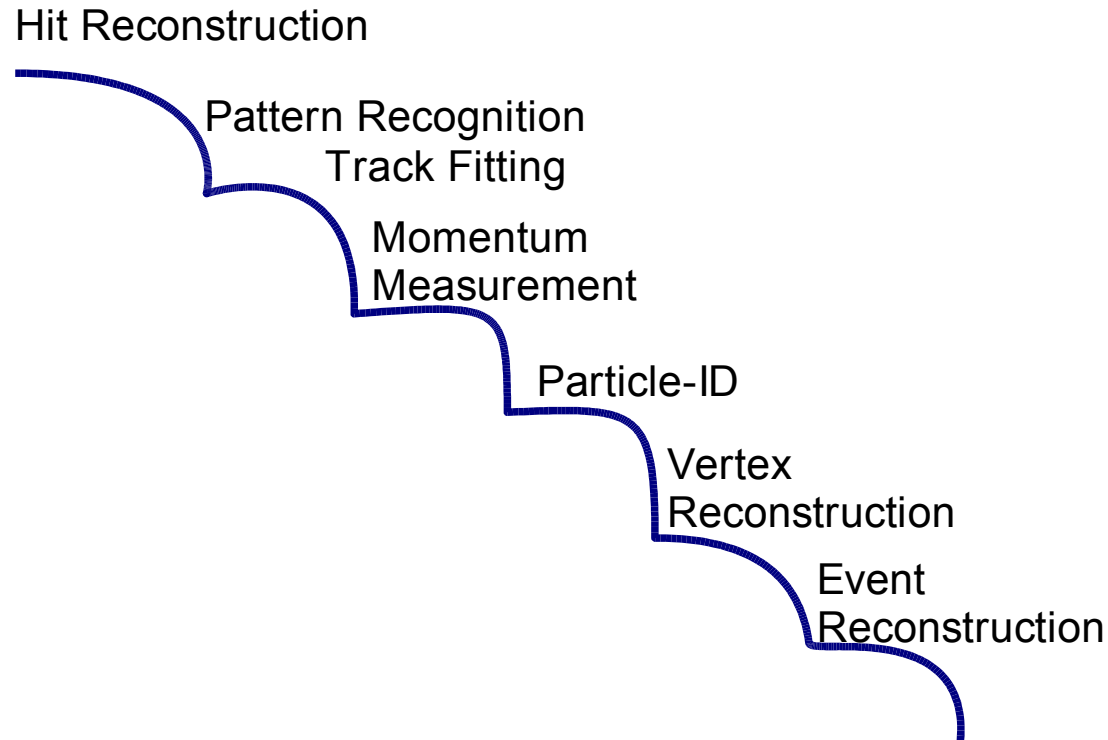 Hit Reconstruction
Pattern Recognition
Track Fitting
Momentum
Measurement
Particle-ID
Vertex
Reconstruction
Event
Reconstruction